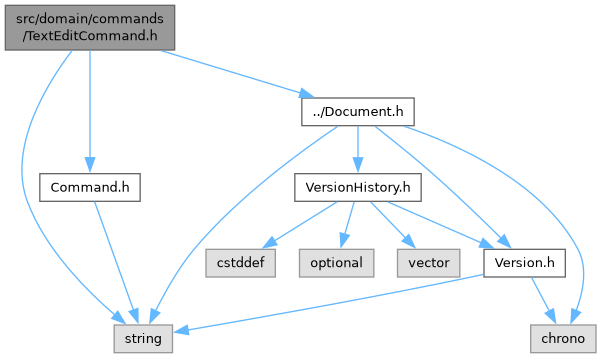 src/domain/commands
/TextEditCommand.h
../Document.h
Command.h
VersionHistory.h
cstddef
optional
vector
Version.h
string
chrono